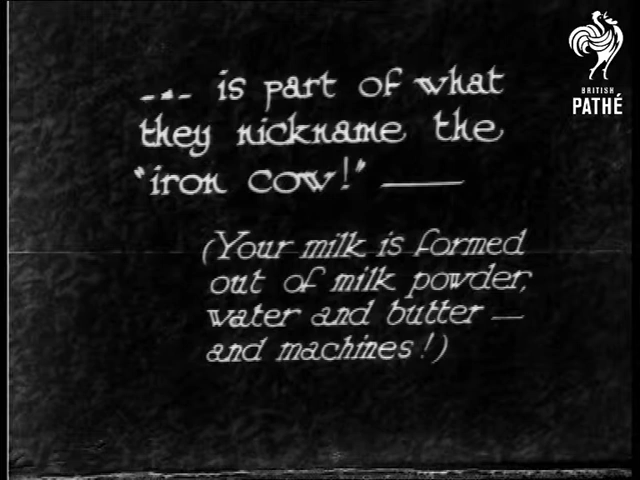 ... is part of what
they nickname the
"iron cow!" ——
(Your milk is formed
out of milk powder,
water and butter —
and machines!)
BRITISH
PATHÉ